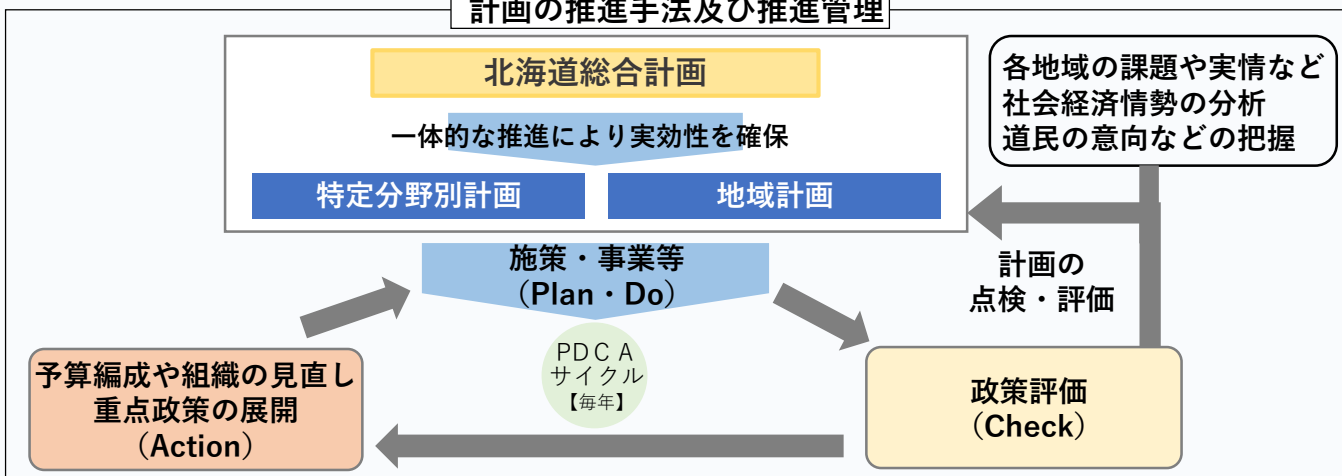 計画の推進手法及び推進管理
北海道総合計画
一体的な推進により実効性を確保
特定分野別計画
地域計画
各地域の課題や実情など
社会経済情勢の分析
道民の意向などの把握
計画の
点検・評価
施策・事業等
（Plan・Do）
PDCA
サイクル
【毎年】
予算編成や組織の見直し
重点政策の展開
（Action）
政策評価
（Check）